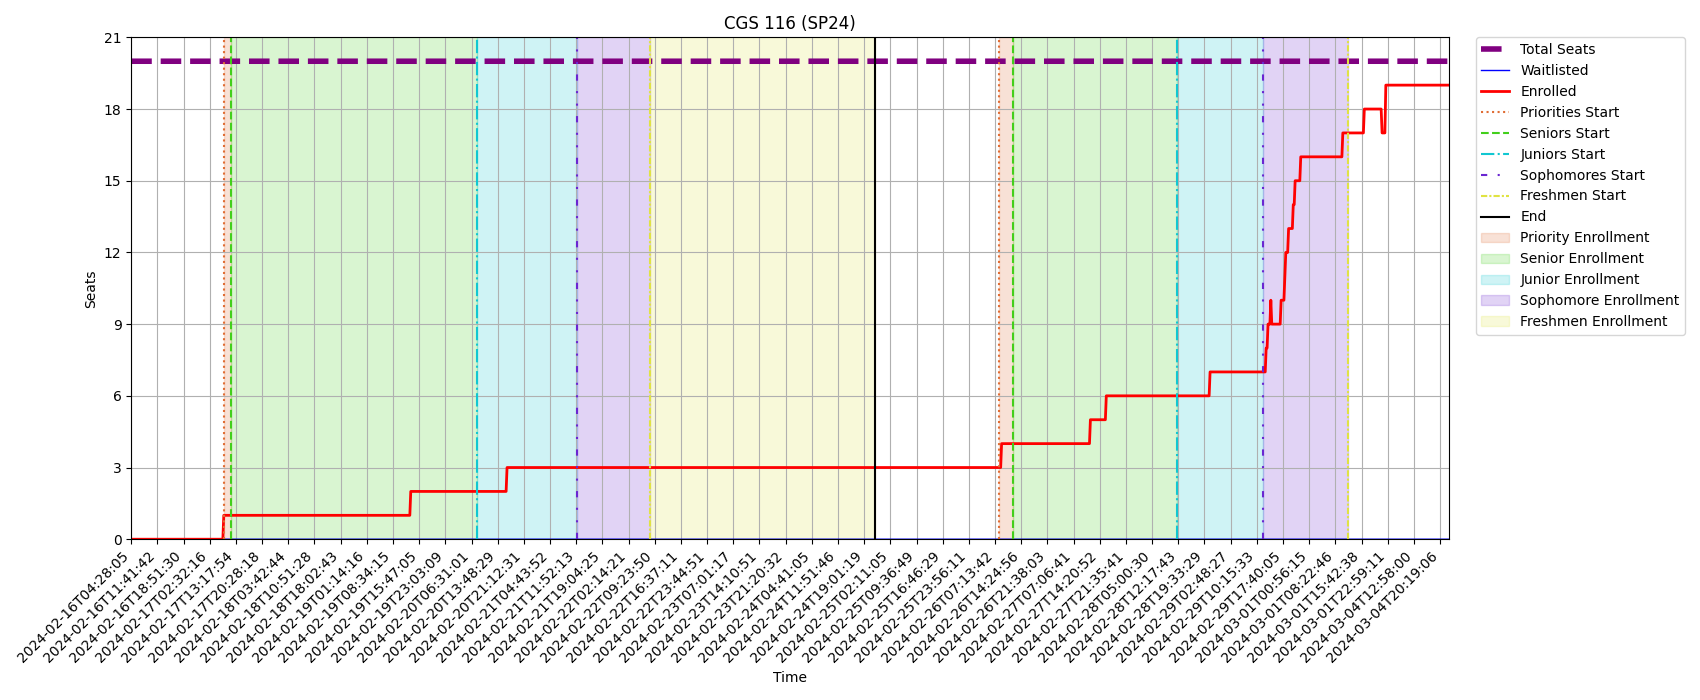 CGS 116 (SP24)
21
18
15
12
9
6
3
0
Seats
2024-02-16T04:28:05
2024-02-16T11:41:42
2024-02-16T18:51:30
2024-02-17T02:32:16
2024-02-17T13:17:54
2024-02-17T20:28:18
2024-02-18T03:42:44
2024-02-18T10:51:28
2024-02-18T18:02:43
2024-02-19T01:14:16
2024-02-19T08:34:15
2024-02-19T15:47:05
2024-02-19T23:03:09
2024-02-20T06:31:01
2024-02-20T13:48:29
2024-02-20T21:12:31
2024-02-21T04:43:52
2024-02-21T11:52:13
2024-02-21T19:04:25
2024-02-22T02:14:21
2024-02-22T09:23:50
2024-02-22T16:37:11
2024-02-22T23:44:51
2024-02-23T07:01:17
2024-02-23T14:10:51
2024-02-23T21:20:32
2024-02-24T04:41:05
2024-02-24T11:51:46
2024-02-24T19:01:19
2024-02-25T02:11:05
2024-02-25T09:36:49
2024-02-25T16:46:29
2024-02-25T23:56:11
2024-02-26T07:13:42
2024-02-26T14:24:56
2024-02-26T21:38:03
2024-02-27T07:06:41
2024-02-27T14:20:52
2024-02-27T21:35:41
2024-02-28T05:00:30
2024-02-28T12:17:43
2024-02-28T19:33:29
2024-02-29T02:48:27
2024-02-29T10:15:33
2024-02-29T17:40:05
2024-03-01T00:56:15
2024-03-01T08:22:46
2024-03-01T15:42:38
2024-03-01T22:59:11
2024-03-04T12:58:00
2024-03-04T20:19:06
Time
Total Seats
Waitlisted
Enrolled
Priorities Start
Seniors Start
Juniors Start
Sophomores Start
Freshmen Start
End
Priority Enrollment
Senior Enrollment
Junior Enrollment
Sophomore Enrollment
Freshmen Enrollment